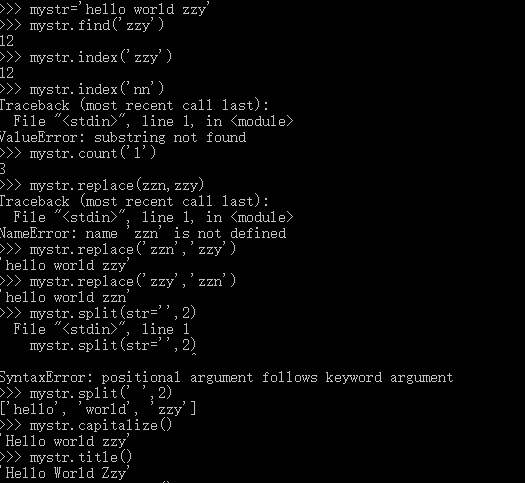 >>> mystr='hello world zzy'
>>> mystr.find('zzy')
12
>>> mystr.index('zzy')
12
>>> mystr.index('nn')
Traceback (most recent call last):
  File "<stdin>", line 1, in <module>
ValueError: substring not found
>>> mystr.count('l')
3
>>> mystr.replace(zzn,zzy)
Traceback (most recent call last):
  File "<stdin>", line 1, in <module>
NameError: name 'zzn' is not defined
>>> mystr.replace('zzn','zzy')
'hello world zzy'
>>> mystr.replace('zzy','zzn')
'hello world zzn'
>>> mystr.split(str='',2)
  File "<stdin>", line 1
    mystr.split(str='',2)
                      ^
SyntaxError: positional argument follows keyword argument
>>> mystr.split(' ',2)
['hello', 'world', 'zzy']
>>> mystr.capitalize()
'Hello world zzy'
>>> mystr.title()
'Hello World Zzy'